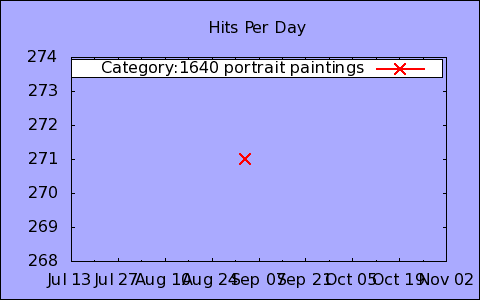 Hits Per Day
274
Category:1640 portrait paintings
273
272
271
270
269
268
Jul 13 Jul 27 Aug 10 Aug 24 Sep 07 Sep 21 Oct 05 Oct 19 Nov 02